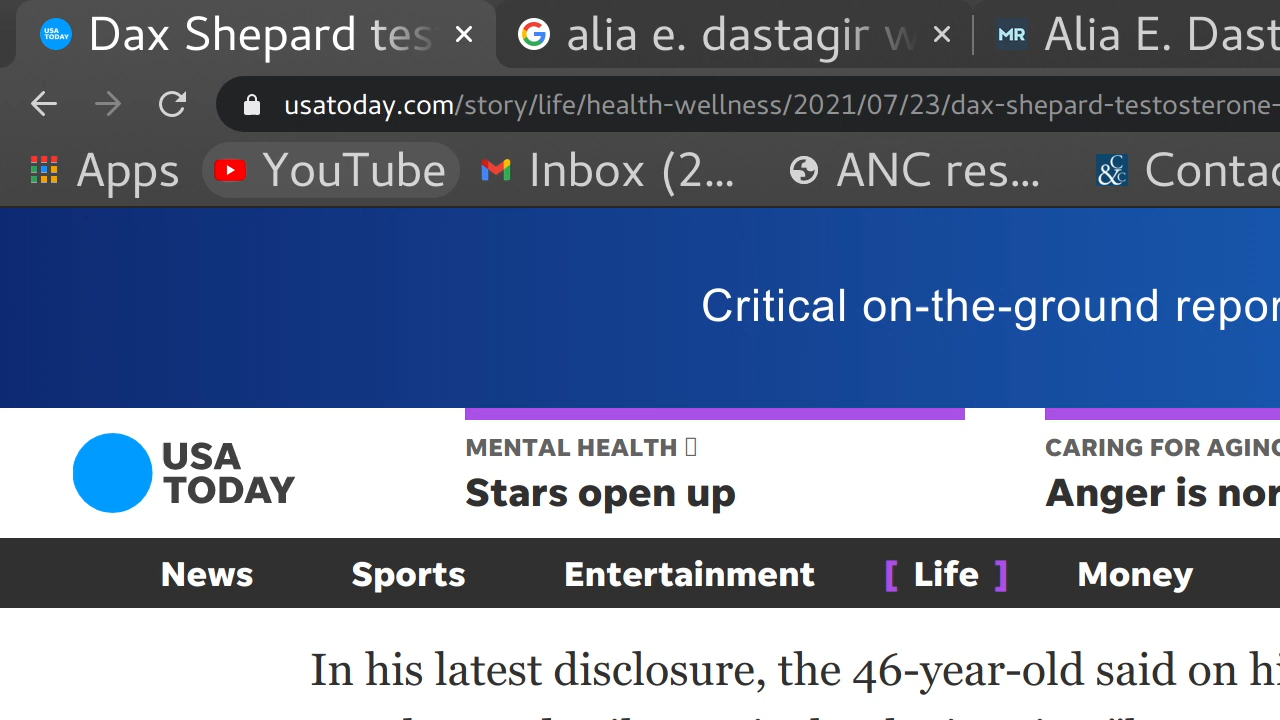 Dax Shepard tes
alia e. dastagir w
MR Alia E. Dast
usatoday.com/story/life/health-wellness/2021/07/23/dax-shepard-testosterone-
Apps YouTube Inbox (2... ANC res... Contac
Critical on-the-ground repor
USA TODAY
MENTAL HEALTH
Stars open up
CARING FOR AGING
Anger is nor
News Sports Entertainment [ Life ] Money
In his latest disclosure, the 46-year-old said on hi